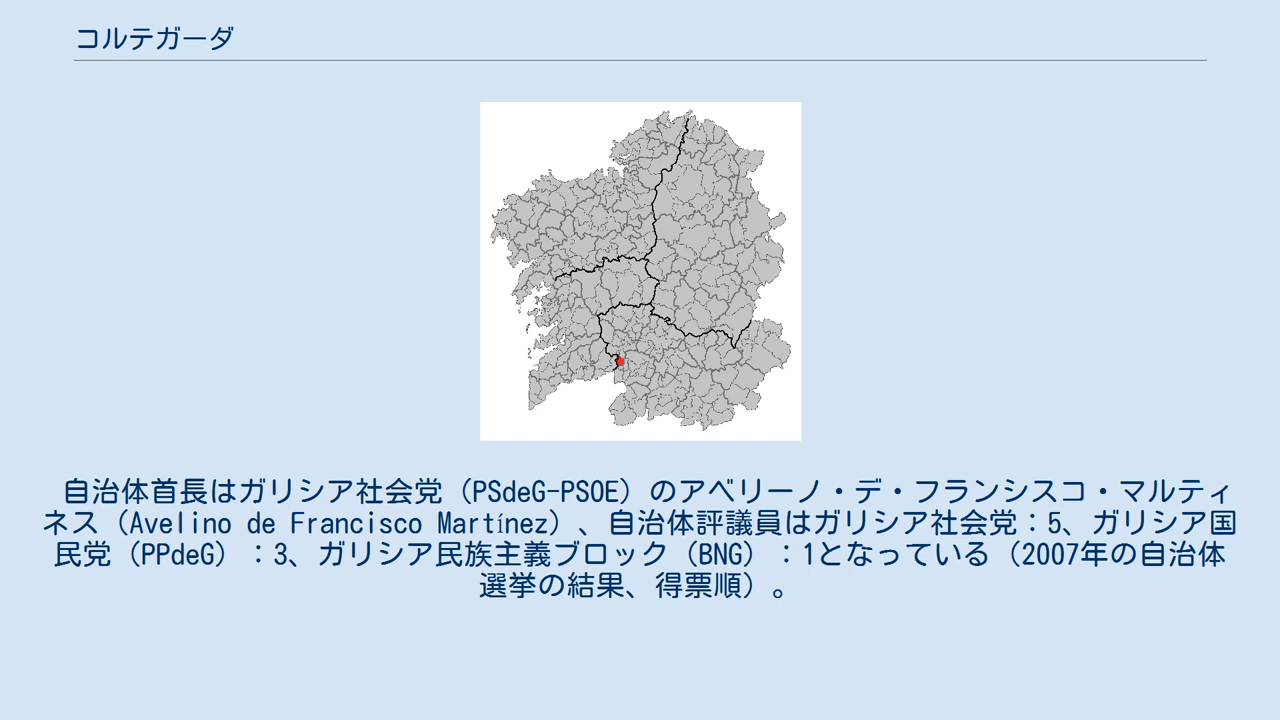 コルテガーダ
自治体首長はガリシア社会党（PSdeG-PSOE）のアベリーノ・デ・フランシスコ・マルティ
ネス（Avelino de Francisco Martínez）、自治体評議員はガリシア社会党：5、ガリシア国
民党（PPdeG）：3、ガリシア民族主義ブロック（BNG）：1となっている（2007年の自治体
選挙の結果、得票順）。